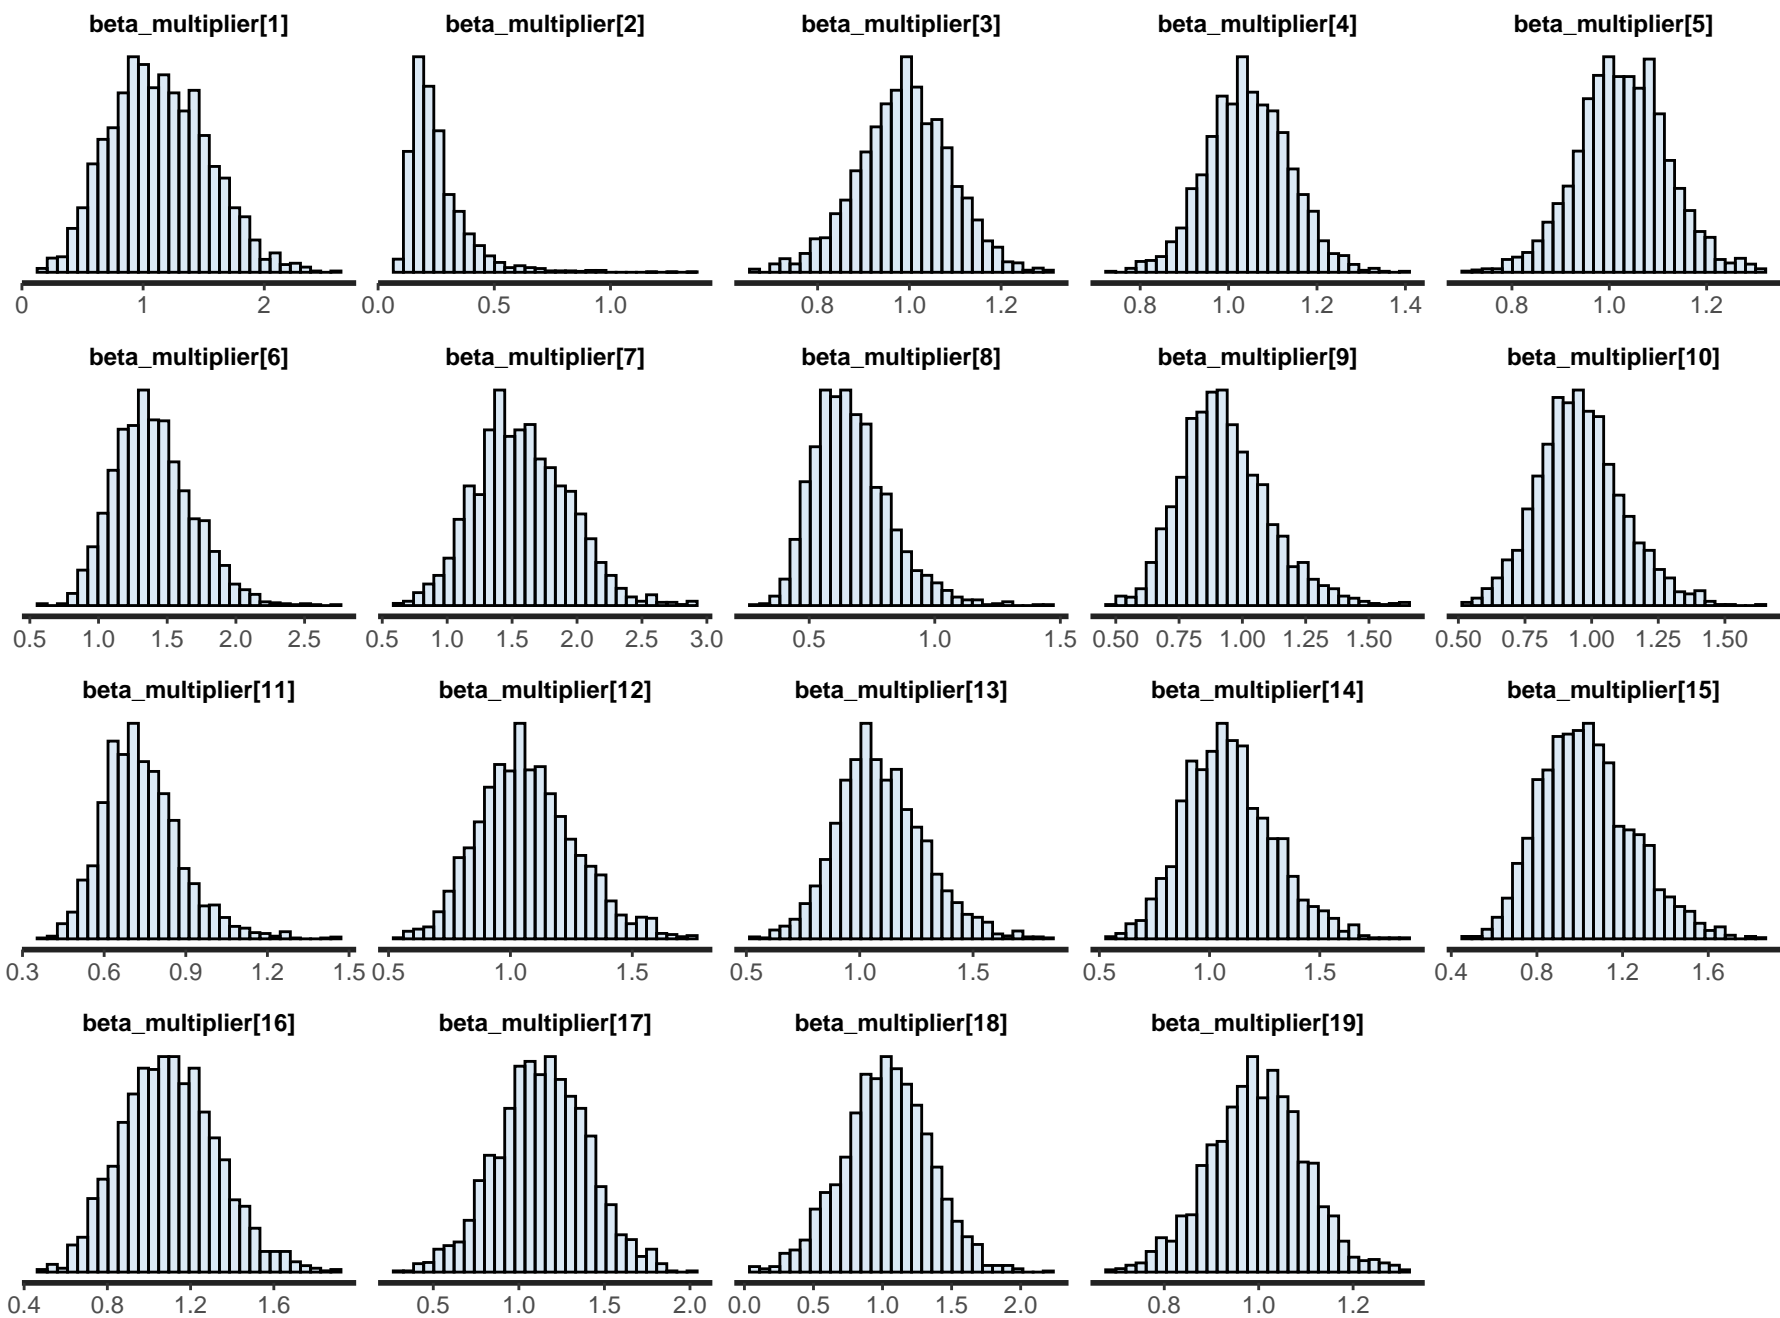 beta_multiplier[1] beta_multiplier[2] beta_multiplier[3] beta_multiplier[4] beta_multiplier[5]
0 1 2 0.0 0.5 1.0 0.8 1.0 1.2 0.8 1.0 1.2 1.4 0.8 1.0 1.2
beta_multiplier[6] beta_multiplier[7] beta_multiplier[8] beta_multiplier[9] beta_multiplier[10]
0.5 1.0 1.5 2.0 2.5 0.5 1.0 1.5 2.0 2.5 3.0 0.5 1.0 1.5 0.50 0.75 1.00 1.25 1.50 0.50 0.75 1.00 1.25 1.50
beta_multiplier[11] beta_multiplier[12] beta_multiplier[13] beta_multiplier[14] beta_multiplier[15]
0.3 0.6 0.9 1.2 1.5 0.5 1.0 1.5 0.5 1.0 1.5 0.5 1.0 1.5 0.4 0.8 1.2 1.6
beta_multiplier[16] beta_multiplier[17] beta_multiplier[18] beta_multiplier[19]
0.4 0.8 1.2 1.6 0.5 1.0 1.5 2.0 0.0 0.5 1.0 1.5 2.0 0.8 1.0 1.2